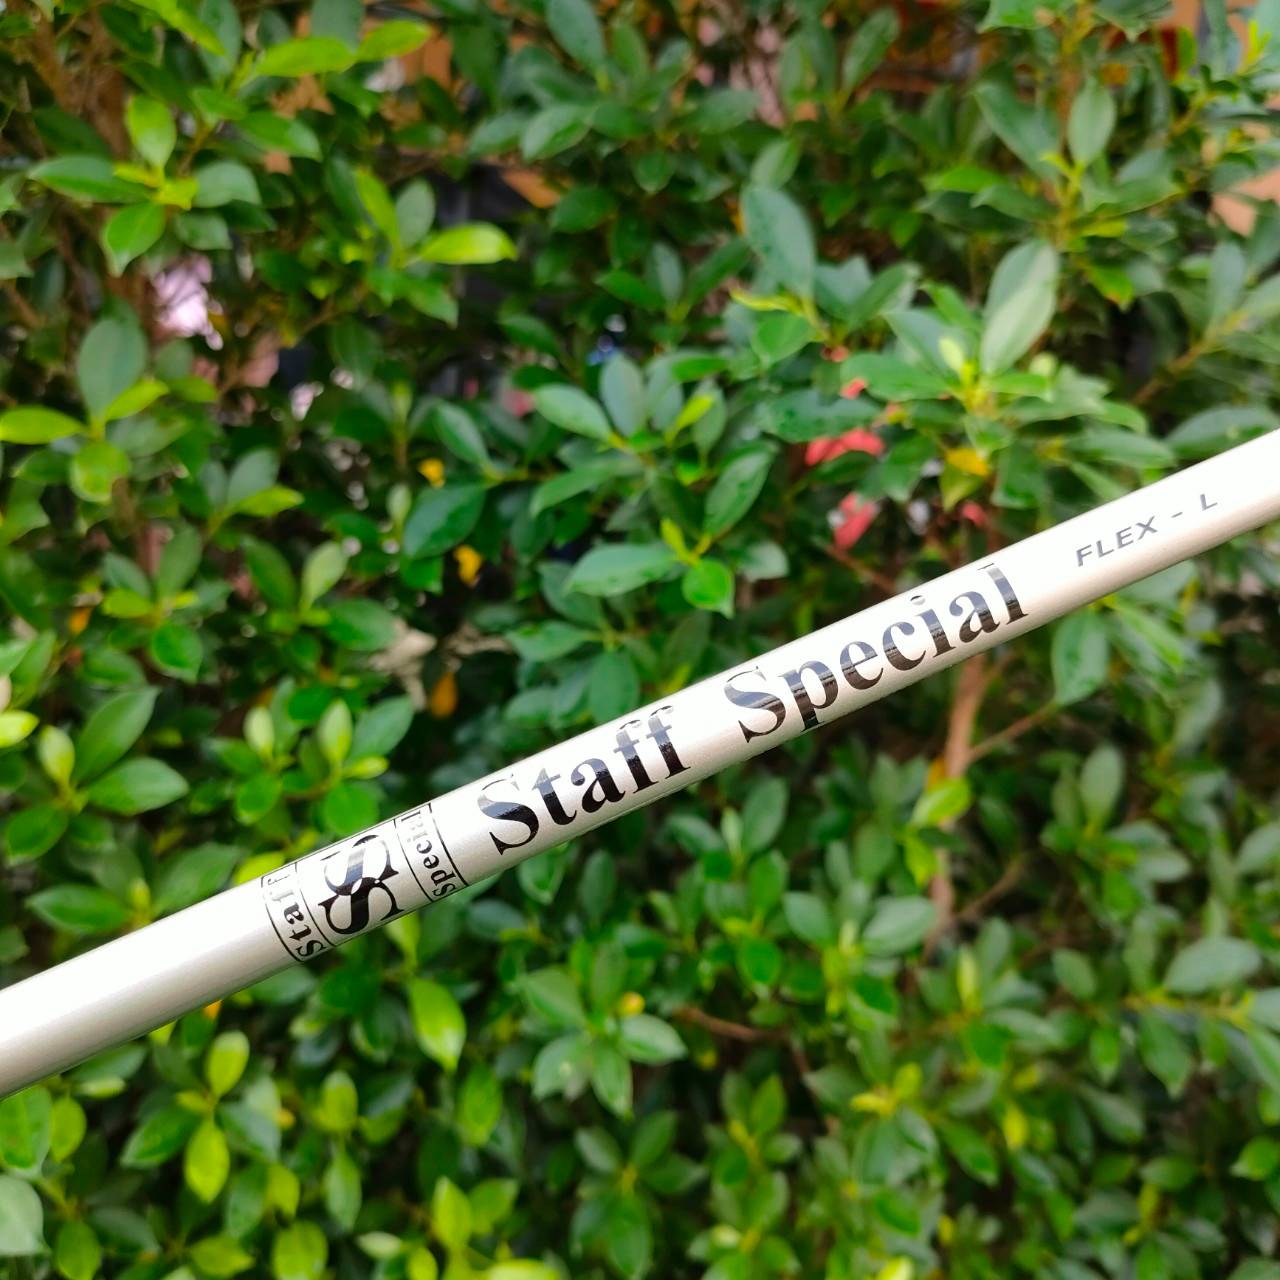 Staff
SS
Special
Staff Special
FLEX - L